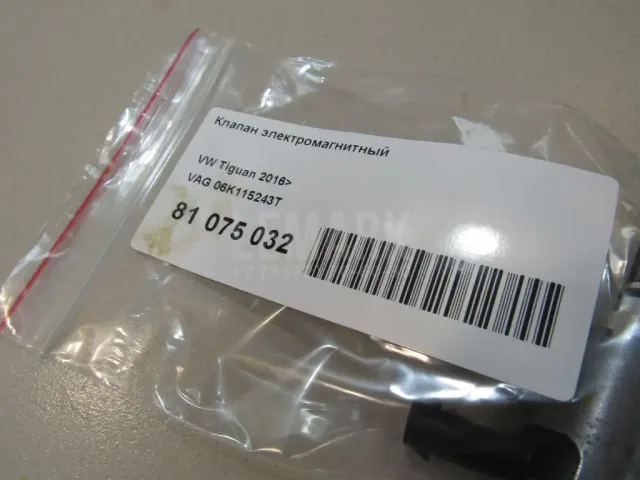 Клапан электромагнитный
VW Tiguan 2016>
VAG 06K115243T
81 075 032